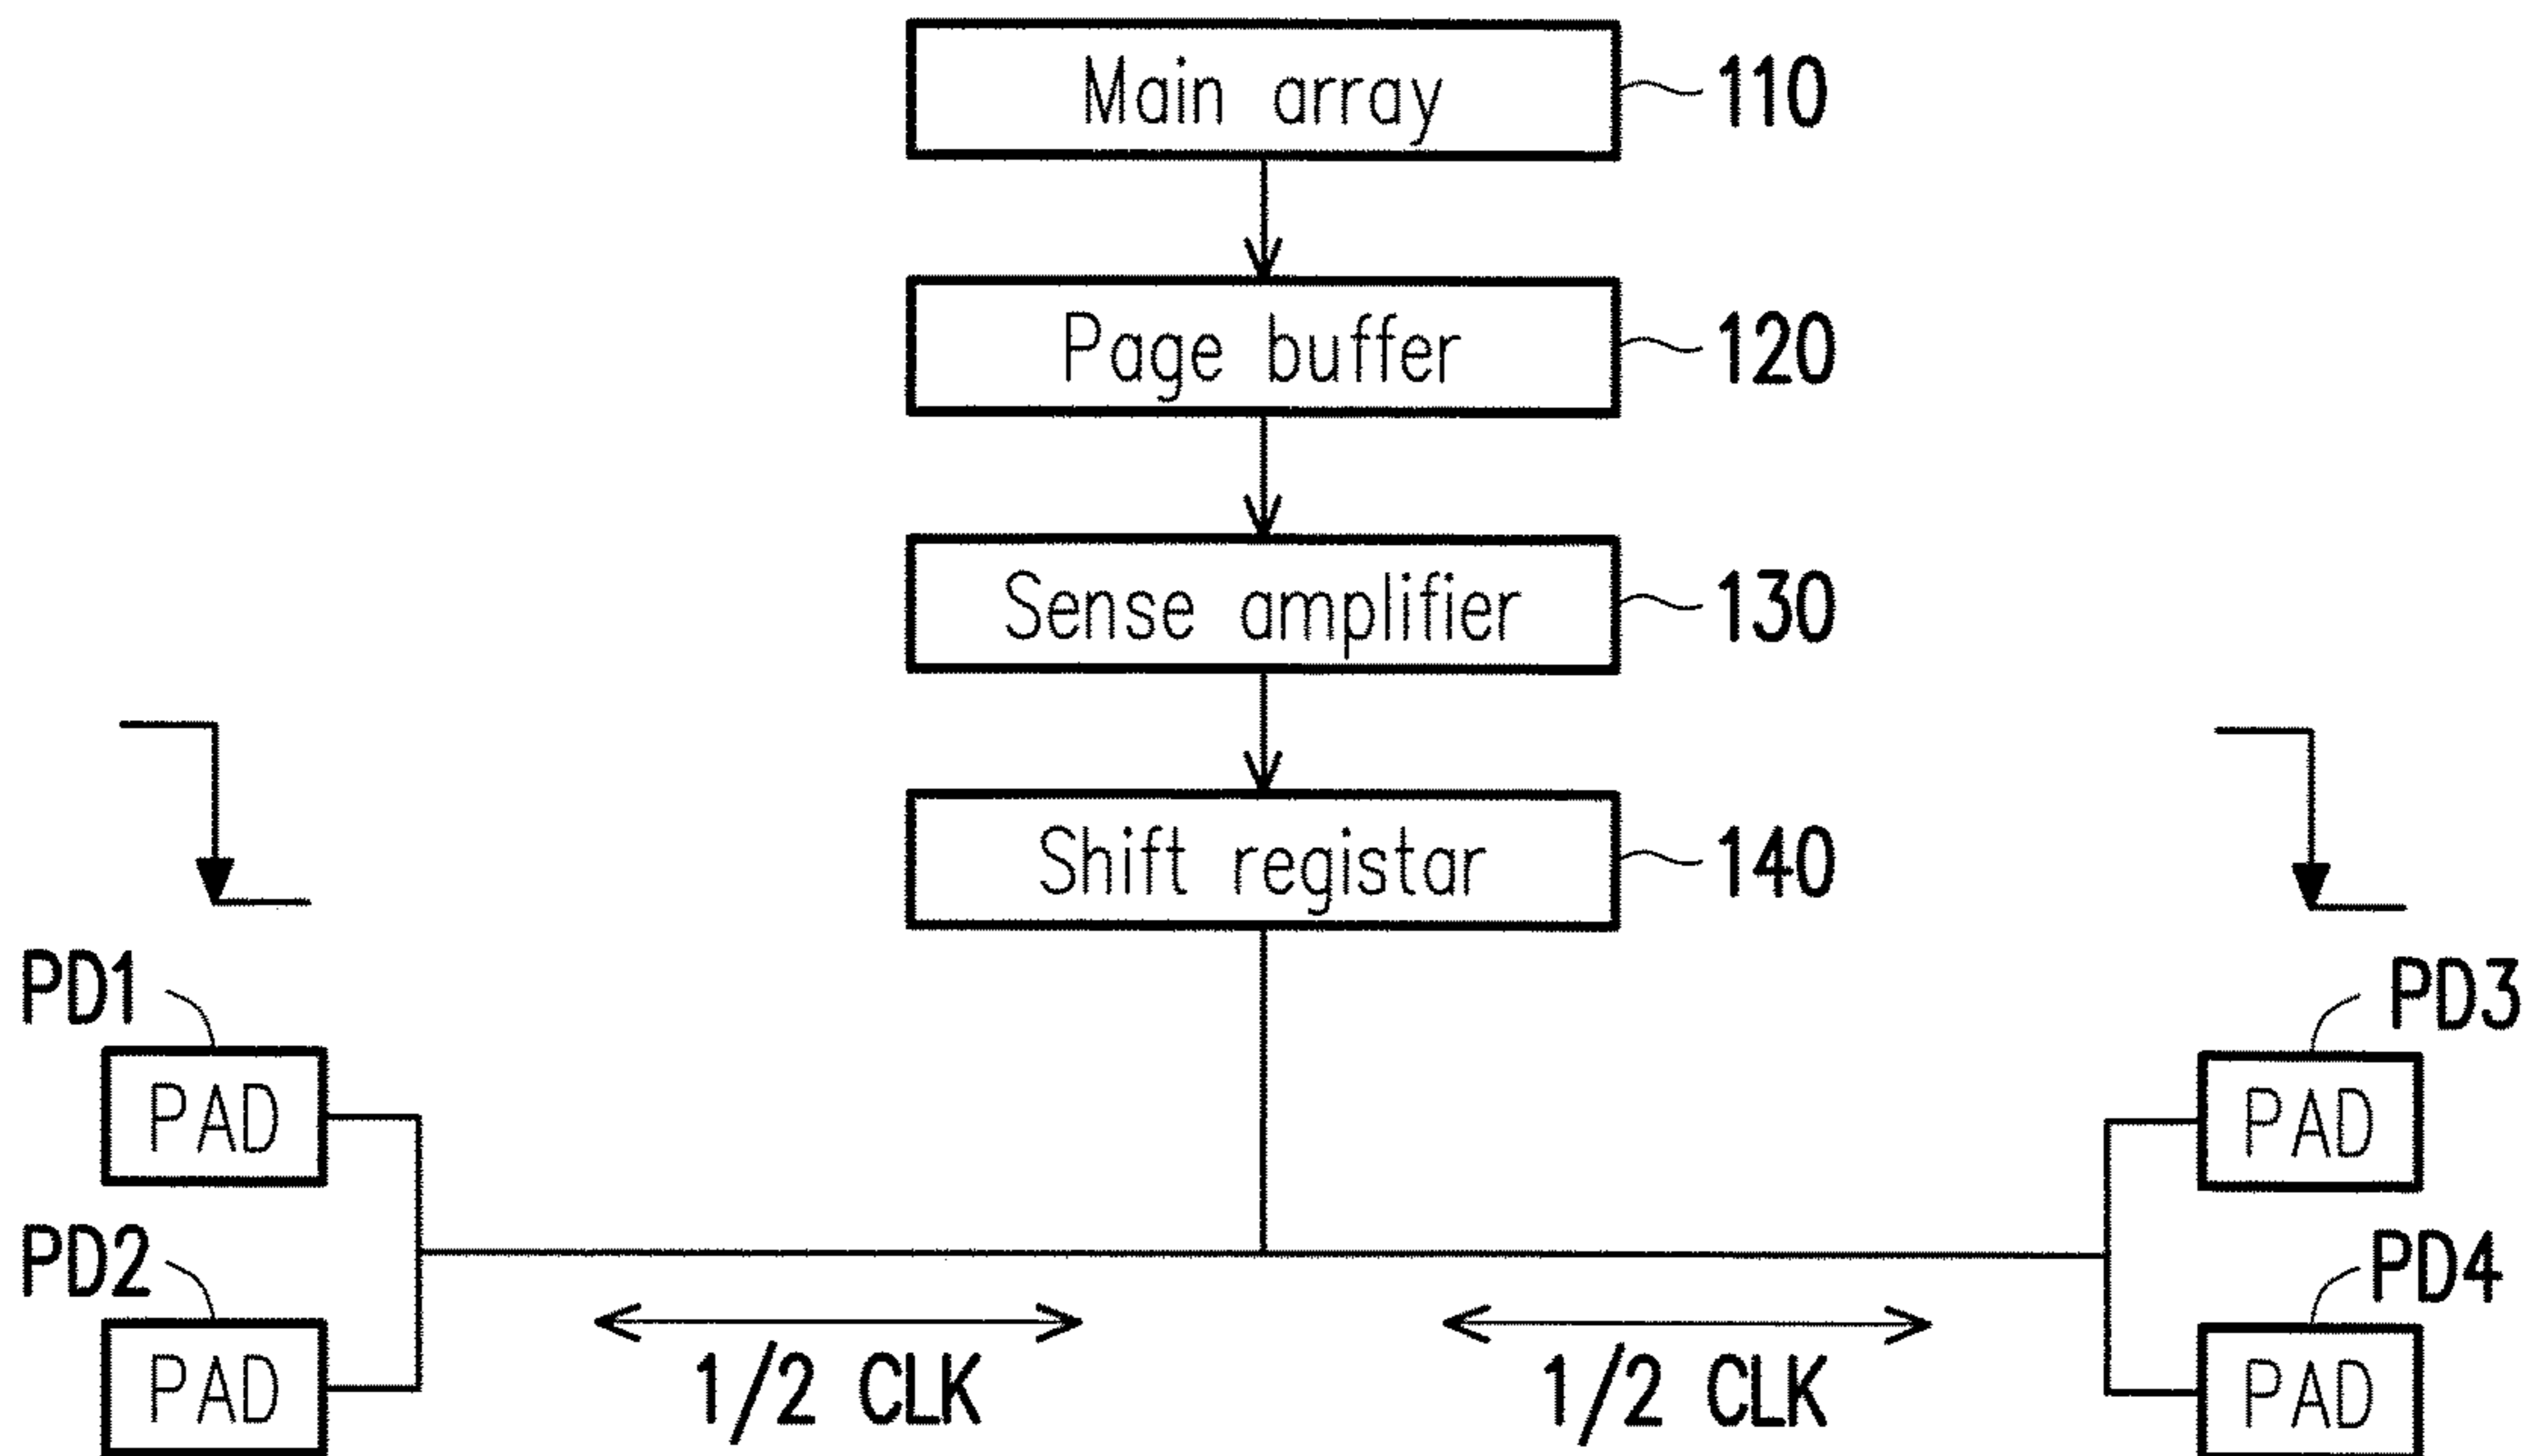 Main array 110
Page buffer 120
Sense amplifier 130
Shift registar 140
PD1
PAD
PD2
PAD
PD3
PAD
PD4
PAD
1/2 CLK
1/2 CLK